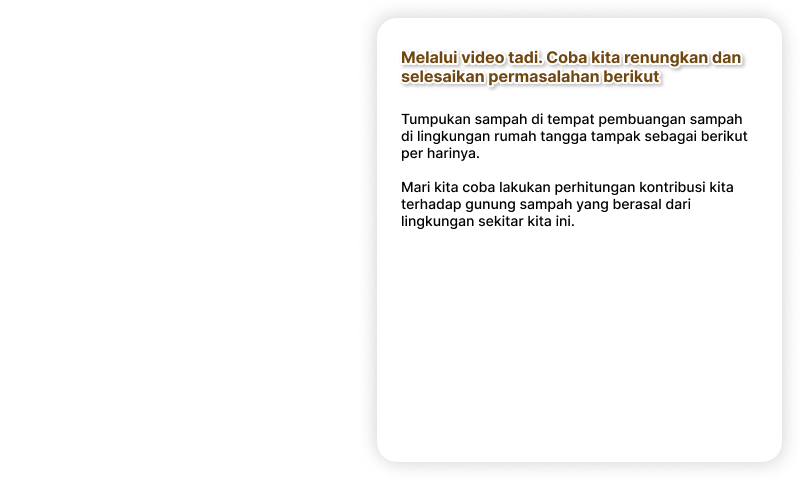 Melalui video tadi. Coba kita renungkan dan
selesaikan permasalahan berikut
Tumpukan sampah di tempat pembuangan sampah
di lingkungan rumah tangga tampak sebagai berikut
per harinya.
Mari kita coba lakukan perhitungan kontribusi kita
terhadap gunung sampah yang berasal dari
lingkungan sekitar kita ini.